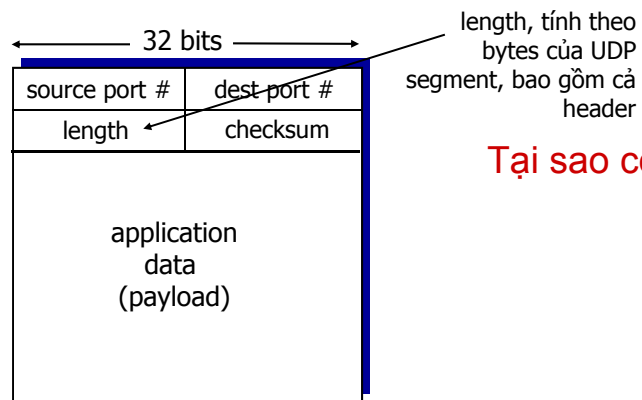 32 bits
source port #
dest port #
length
checksum
application
data
(payload)
length, tính theo
bytes của UDP
segment, bao gồm cả
header
Tại sao